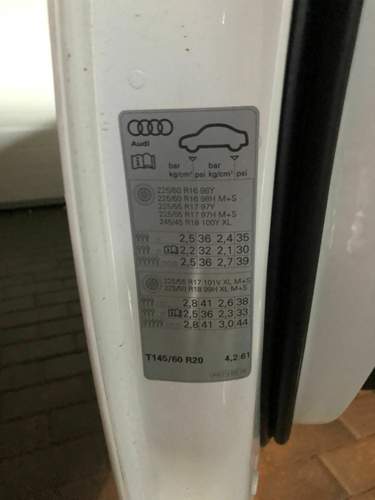 Audi
bar bar
kg/cm² psi kg/cm² psi
225/60 R16 98Y
225/60 R16 98H M+S
225/55 R17 97Y
225/55 R17 97H M+S
245/45 R18 100Y XL
2,5 36 2,4 35
2,2 32 2,1 30
2,5 36 2,7 39
225/55 R17 101V XL M+S
225/50 R18 99H XL M+S
2,8 41 2,6 38
2,5 36 2,3 33
2,8 41 3,0 44
T145/60 R20 4,2 61